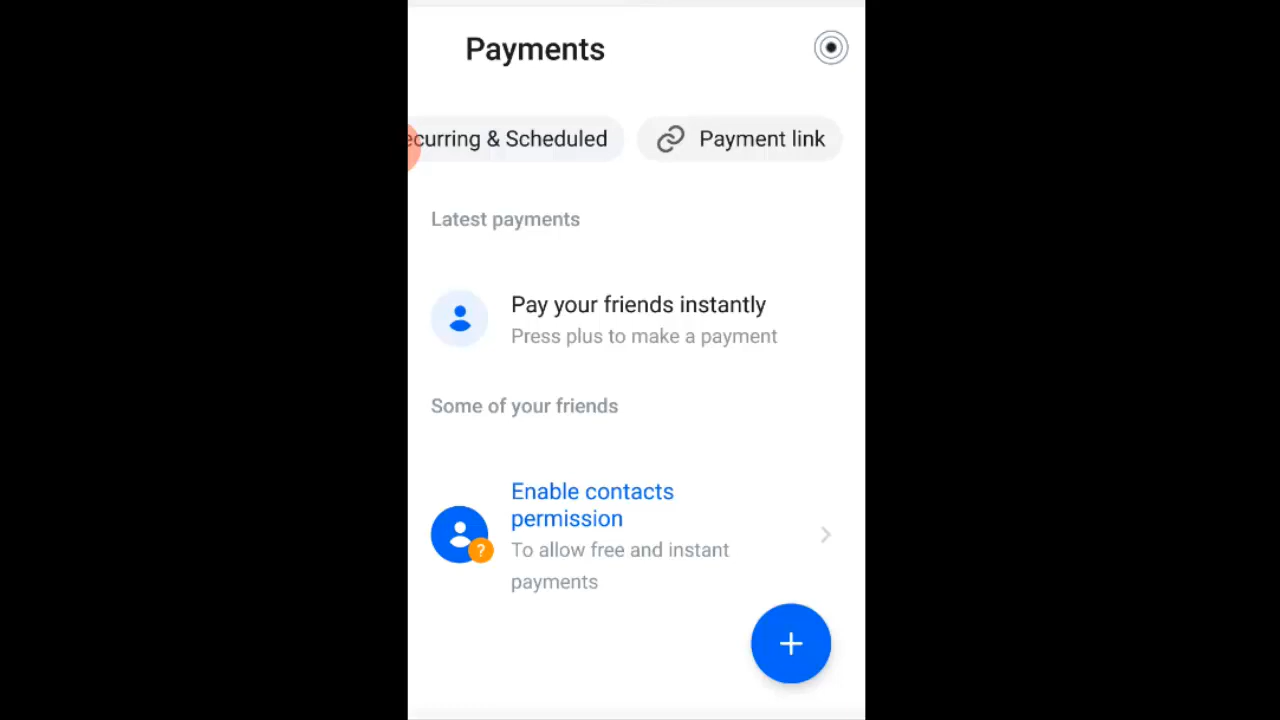 Payments
ecurring & Scheduled
Payment link
Latest payments
Pay your friends instantly
Press plus to make a payment
Some of your friends
Enable contacts
permission
?
To allow free and instant
payments
+